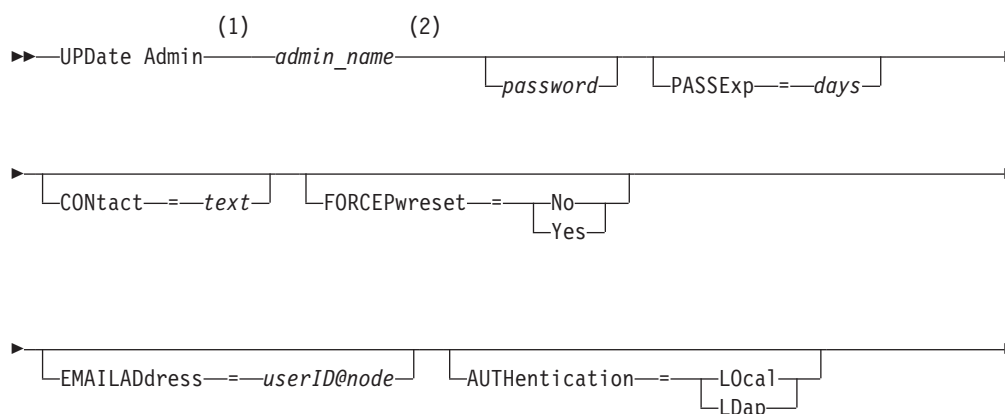 (1) (2)
UPDate Admin admin_name
password PASSExp = days
CONtact = text FORCEPwreset = No
Yes
EMAILADdress = userID@node AUTHentication = LOcal
LDap